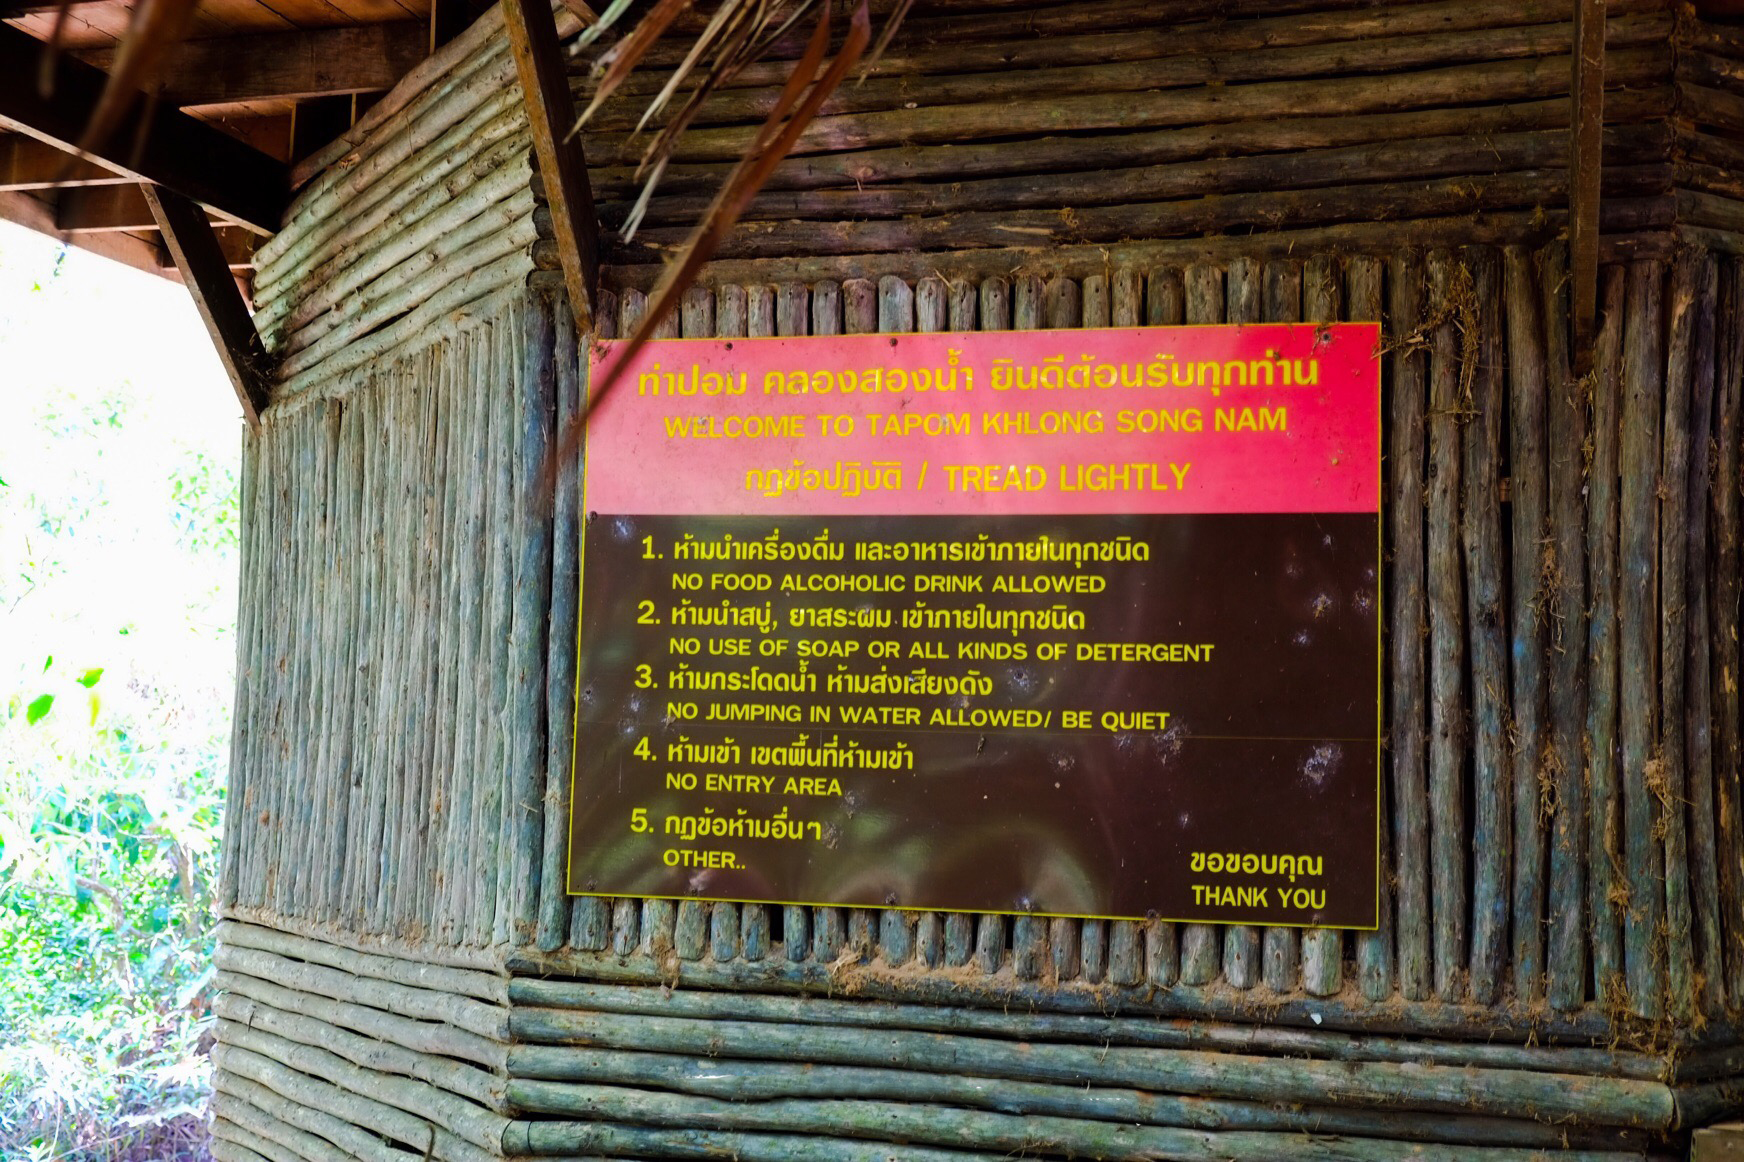 ท่าปอม คลองสองน้ำ ยินดีต้อนรับทุกท่าน
WELCOME TO TAPOM KHLONG SONG NAM
กฏข้อปฏิบัติ / TREAD LIGHTLY
1. ห้ามนำเครื่องดื่ม และอาหารเข้าภายในทุกชนิด
NO FOOD ALCOHOLIC DRINK ALLOWED
2. ห้ามนำสบู่, ยาสระผม เข้าภายในทุกชนิด
NO USE OF SOAP OR ALL KINDS OF DETERGENT
3. ห้ามกระโดดน้ำ ห้ามส่งเสียงดัง
NO JUMPING IN WATER ALLOWED/ BE QUIET
4. ห้ามเข้า เขตพื้นที่ห้ามเข้า
NO ENTRY AREA
5. กฏข้อห้ามอื่นๆ
OTHER..
ขอขอบคุณ
THANK YOU